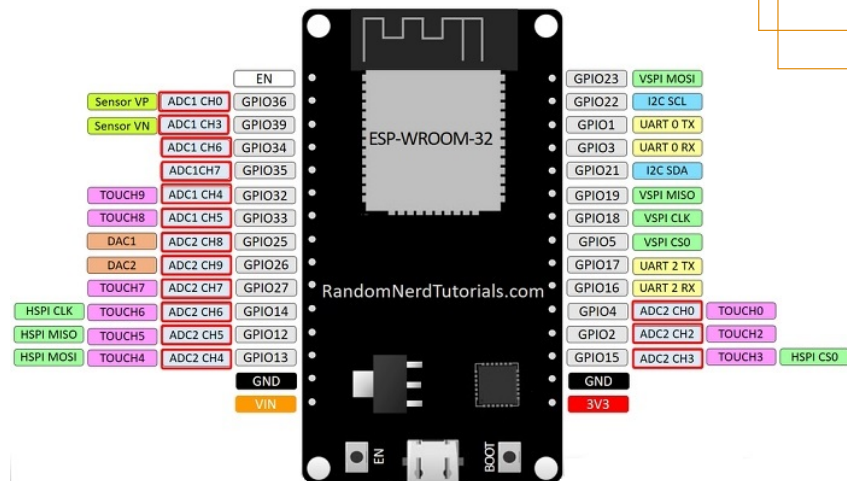 EN GPIO23 VSPI MOSI
Sensor VP ADC1 CH0 GPIO36 GPIO22 I2C SCL
Sensor VN ADC1 CH3 GPIO39 GPIO1 UART 0 TX
ADC1 CH6 GPIO34 ESP-WROOM-32 GPIO3 UART 0 RX
ADC1CH7 GPIO35 GPIO21 I2C SDA
TOUCH9 ADC1 CH4 GPIO32 GPIO19 VSPI MISO
TOUCH8 ADC1 CH5 GPIO33 GPIO18 VSPI CLK
DAC1 ADC2 CH8 GPIO25 GPIO5 VSPI CS0
DAC2 ADC2 CH9 GPIO26 GPIO17 UART 2 TX
TOUCH7 ADC2 CH7 GPIO27 RandomNerdTutorials.com GPIO16 UART 2 RX
HSPI CLK TOUCH6 ADC2 CH6 GPIO14 GPIO4 ADC2 CH0 TOUCH0
HSPI MISO TOUCH5 ADC2 CH5 GPIO12 GPIO2 ADC2 CH2 TOUCH2
HSPI MOSI TOUCH4 ADC2 CH4 GPIO13 GPIO15 ADC2 CH3 TOUCH3 HSPI CS0
GND GND
VIN 3V3
EN BOOT